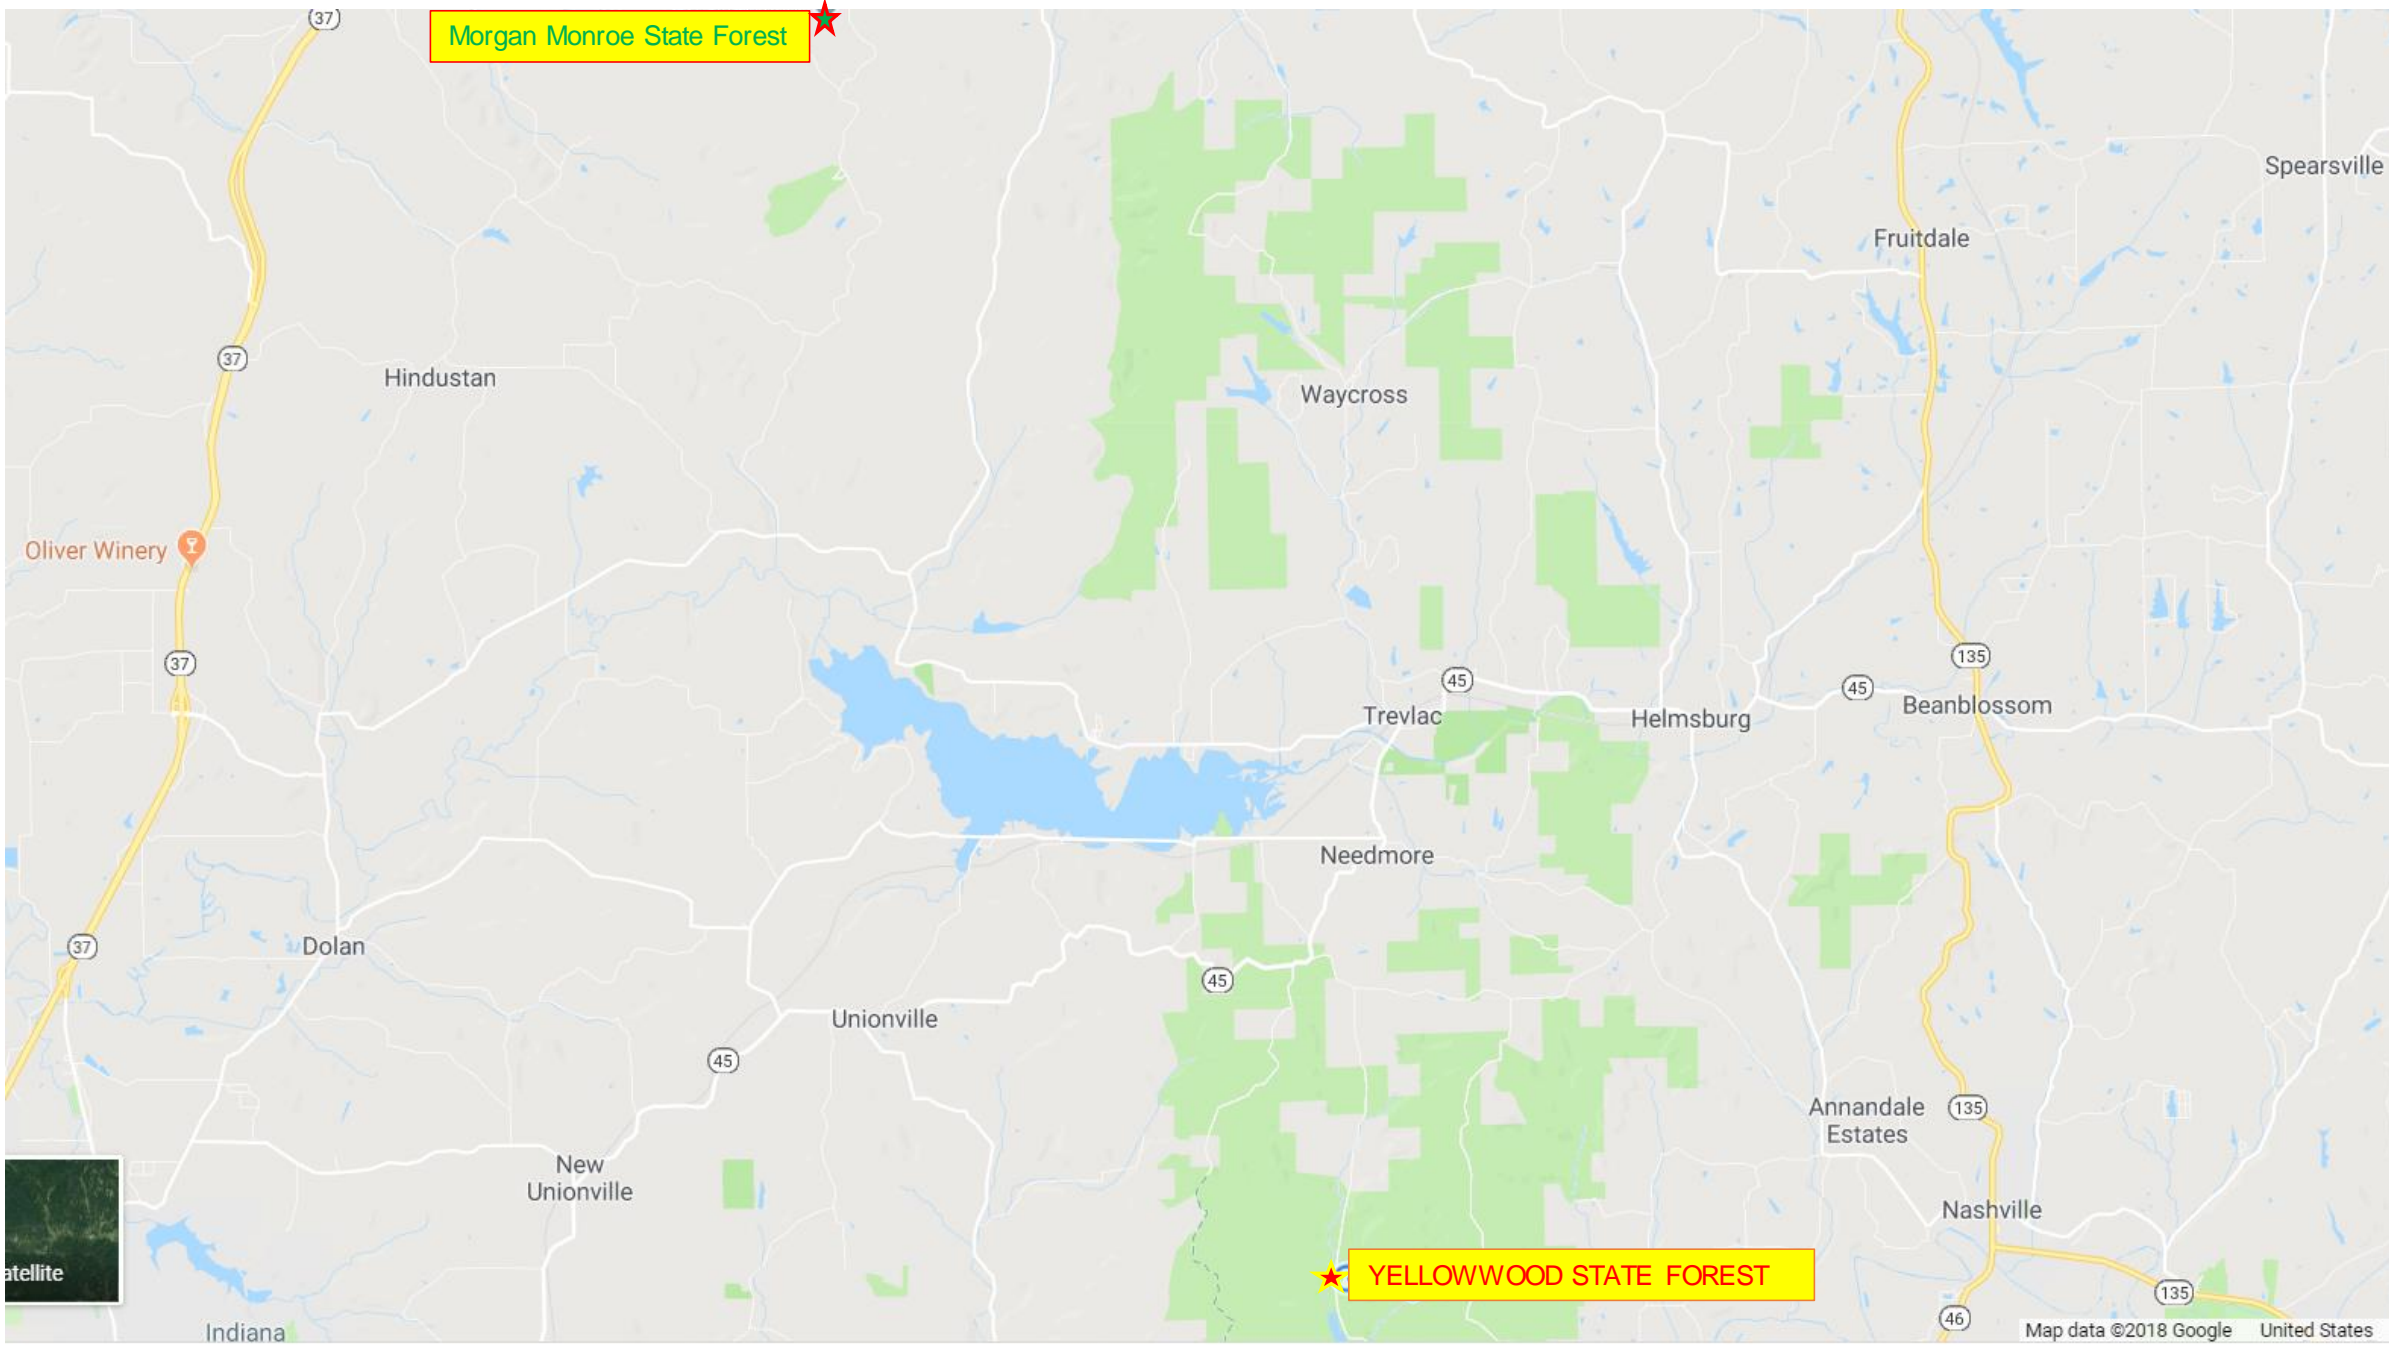 37
Morgan Monroe State Forest
Spearsville
Fruitdale
37
Hindustan
Waycross
Oliver Winery
37
135
45
45
Trevlac
Helmsburg
Beanblossom
Needmore
37
Dolan
45
Unionville
45
Annandale
Estates
135
New
Unionville
Nashville
atellite
YELLOWWOOD STATE FOREST
135
46
Indiana
Map data ©2018 Google United States